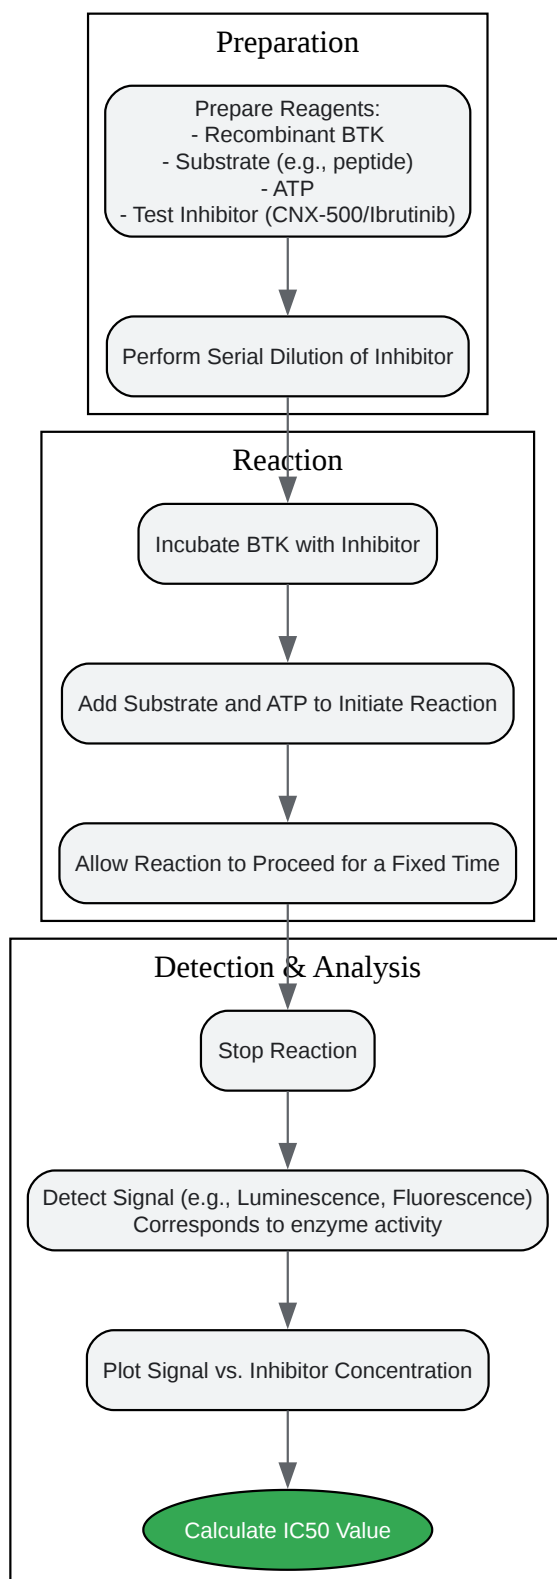 Preparation
Prepare Reagents:
- Recombinant BTK
- Substrate (e.g., peptide)
- ATP
- Test Inhibitor (CNX-500/Ibrutinib)
Perform Serial Dilution of Inhibitor
Reaction
Incubate BTK with Inhibitor
Add Substrate and ATP to Initiate Reaction
Allow Reaction to Proceed for a Fixed Time
Detection & Analysis
Stop Reaction
Detect Signal (e.g., Luminescence, Fluorescence)
Corresponds to enzyme activity
Plot Signal vs. Inhibitor Concentration
Calculate IC50 Value